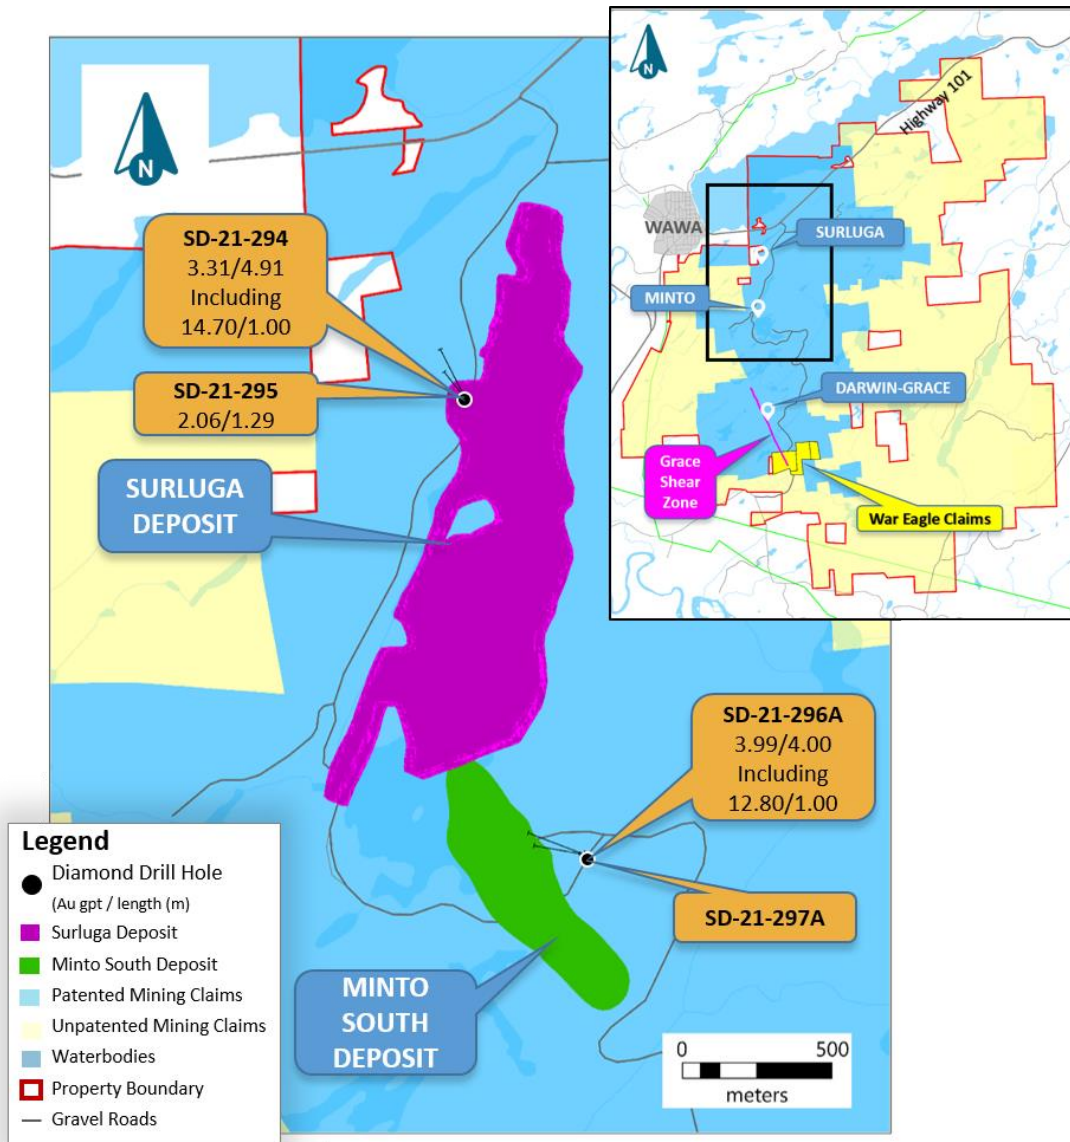 N
SD-21-294
3.31/4.91
Including
14.70/1.00
SD-21-295
2.06/1.29
SURLUGA
DEPOSIT
SD-21-296A
3.99/4.00
Including
12.80/1.00
SD-21-297A
MINTO
SOUTH
DEPOSIT
0 500
meters
Legend
Diamond Drill Hole
(Au gpt / length (m)
Surluga Deposit
Minto South Deposit
Patented Mining Claims
Unpatented Mining Claims
Waterbodies
Property Boundary
Gravel Roads
N
Highway 101
WAWA
SURLUGA
MINTO
DARWIN-GRACE
Grace
Shear
Zone
War Eagle Claims